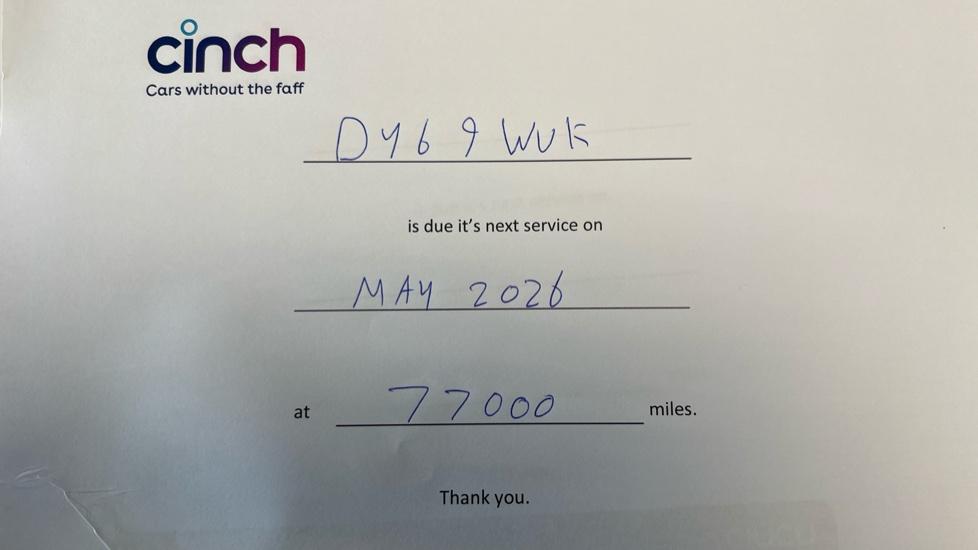 cinch
Cars without the faff
DY69 WUK
is due it's next service on
MAY 2026
at 77000 miles.
Thank you.